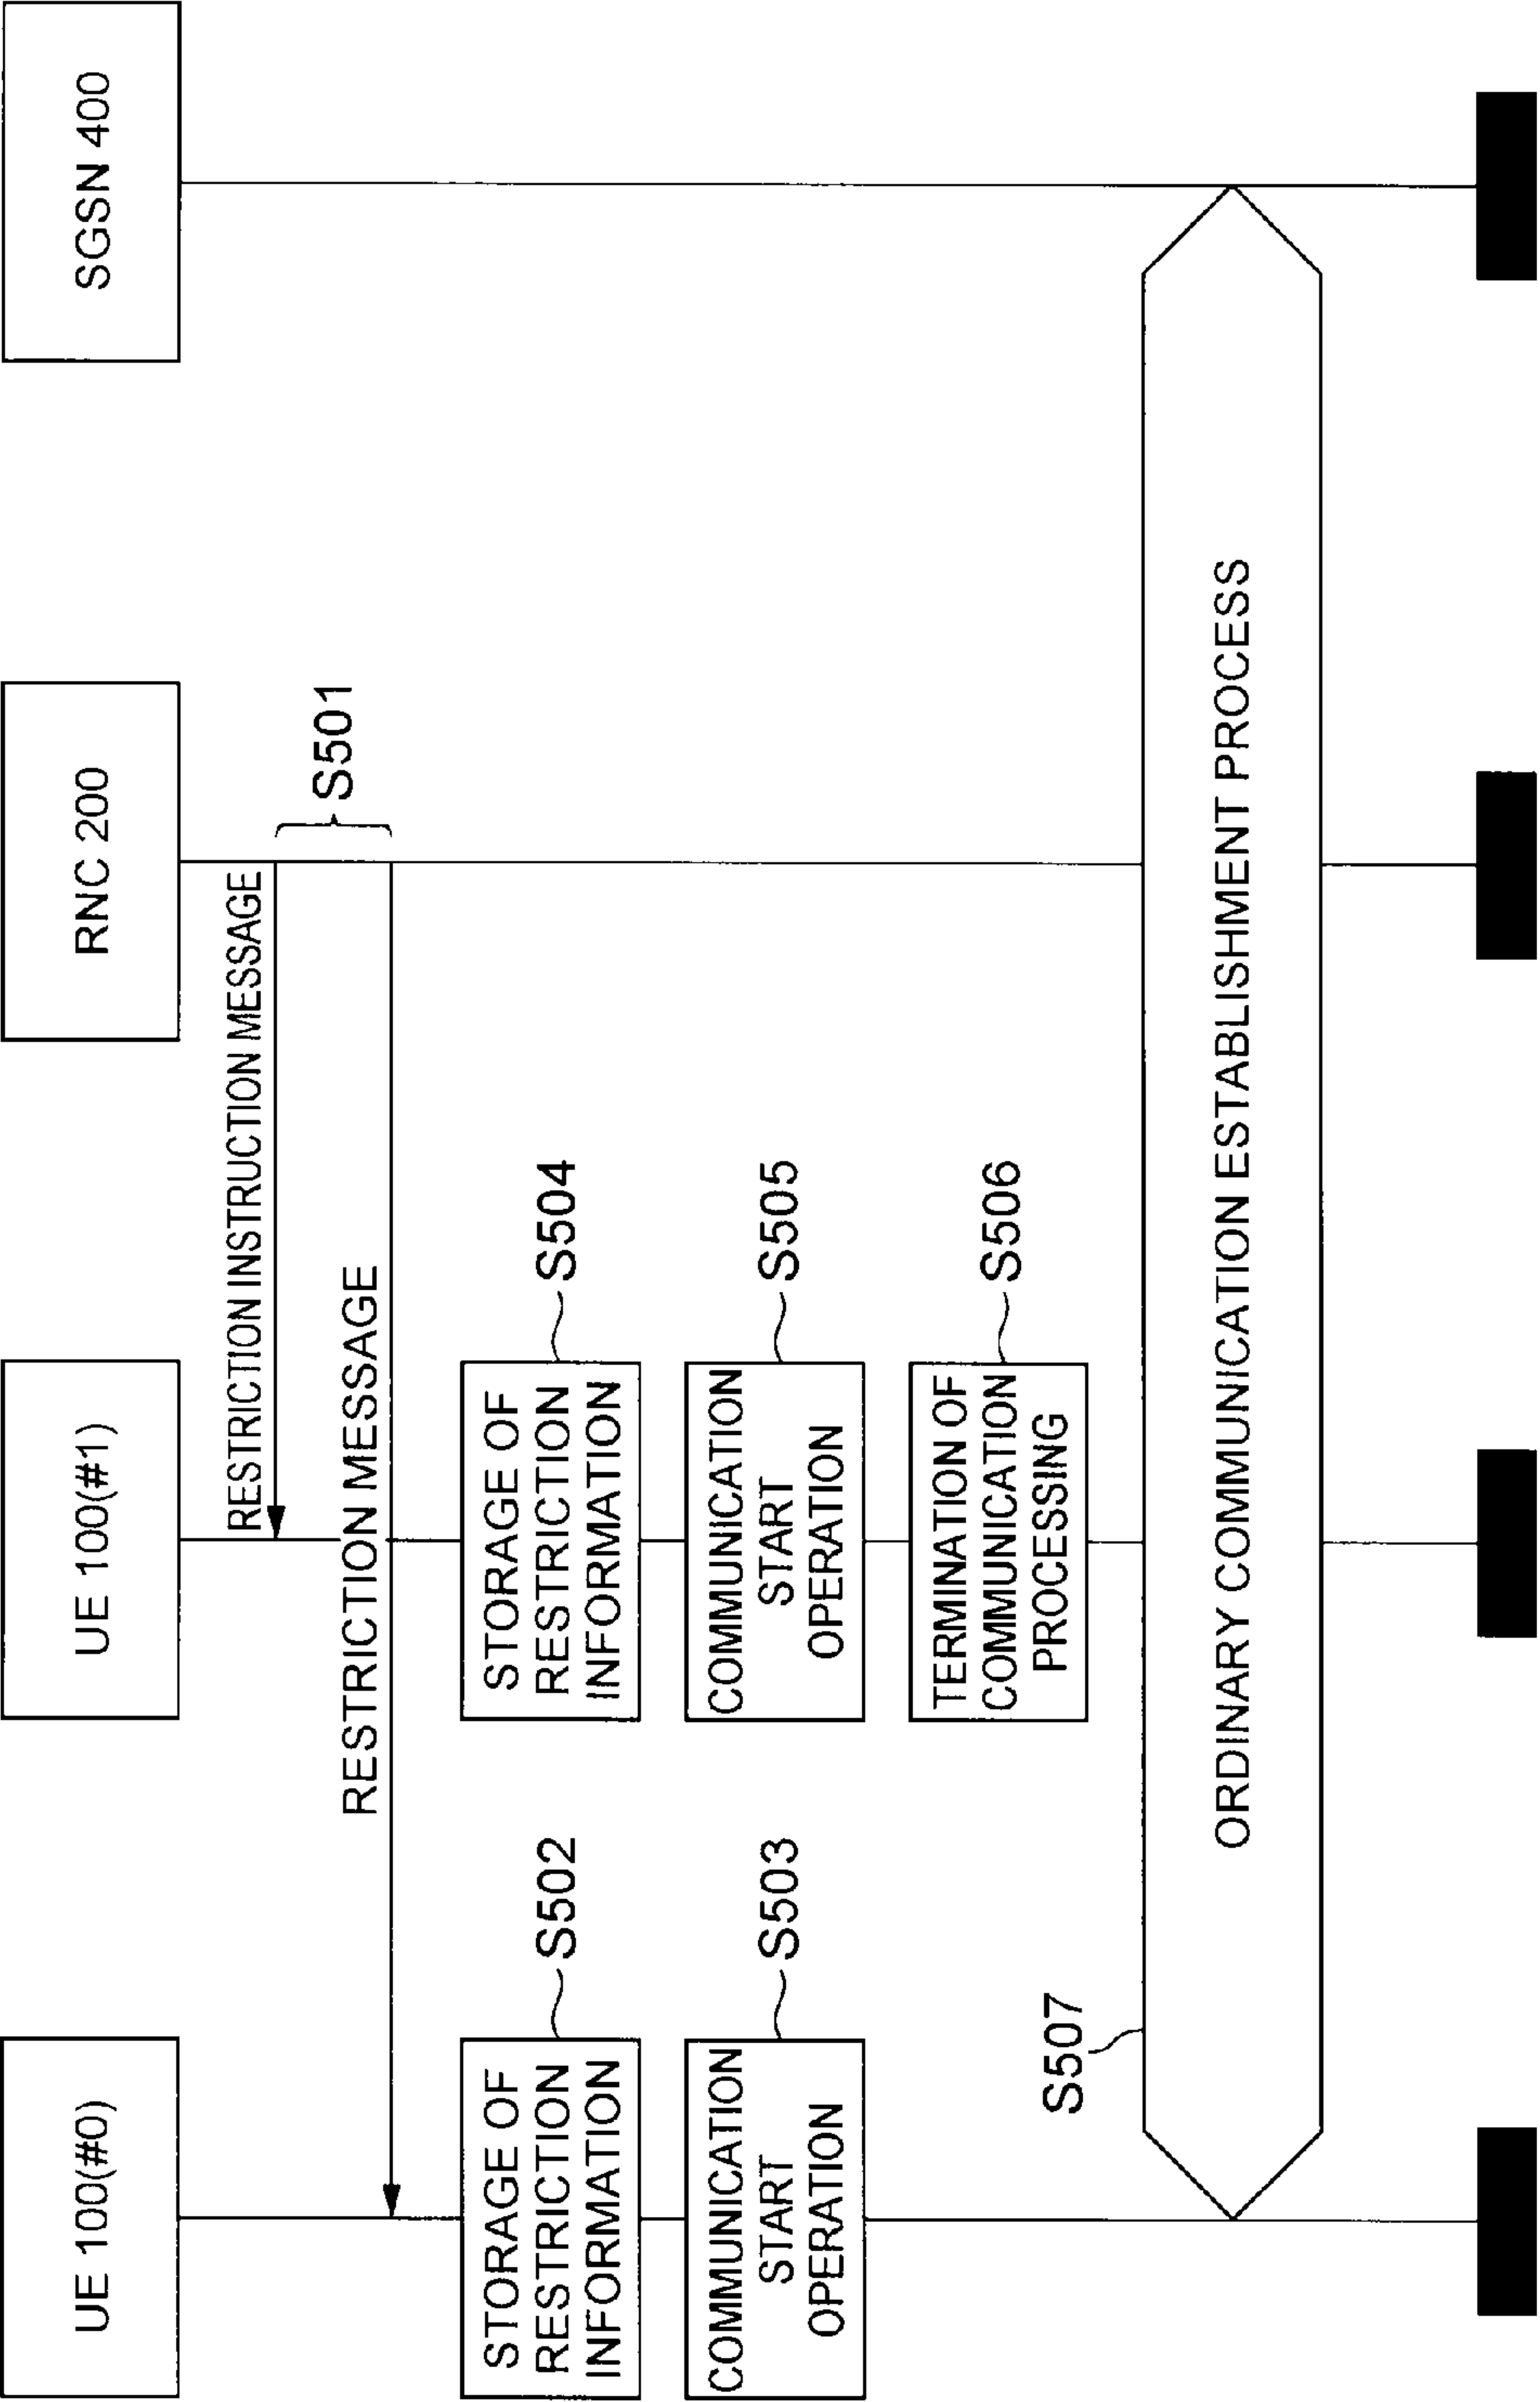 UE 100(#0)
UE 100(#1)
RNC 200
SGSN 400
RESTRICTION INSTRUCTION MESSAGE
S501
RESTRICTION MESSAGE
S502
STORAGE OF
RESTRICTION
INFORMATION
S504
STORAGE OF
RESTRICTION
INFORMATION
S503
COMMUNICATION
START
OPERATION
S505
COMMUNICATION
START
OPERATION
S506
TERMINATION OF
COMMUNICATION
PROCESSING
S507
ORDINARY COMMUNICATION ESTABLISHMENT PROCESS